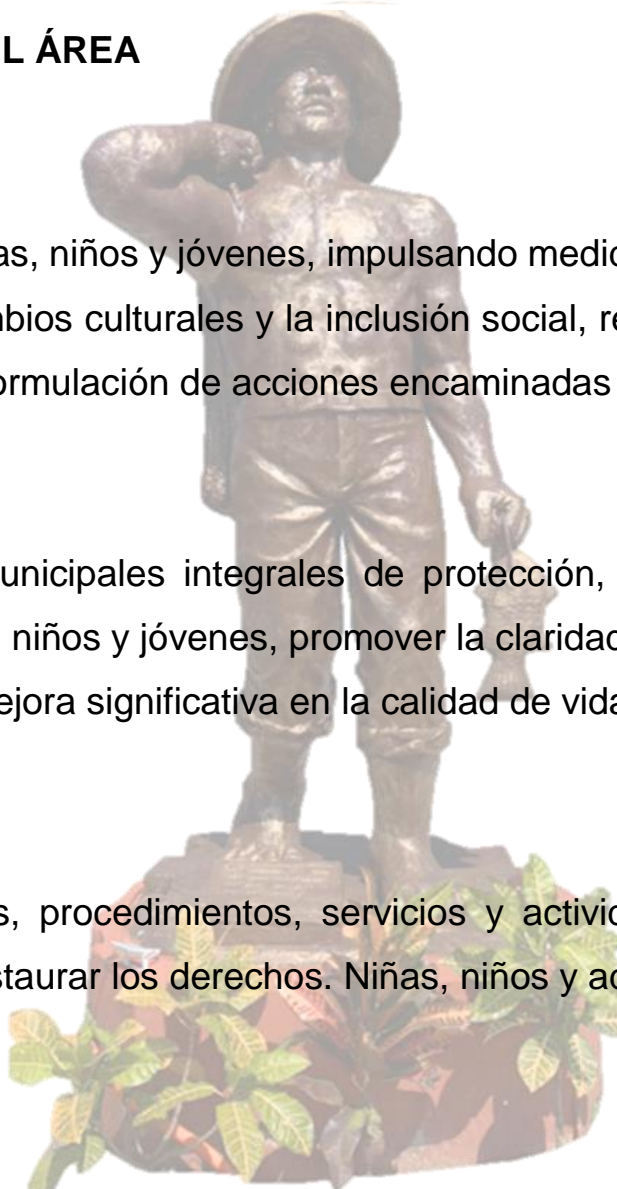 L ÁREA
as, niños y jóvenes, impulsando medic
nbios culturales y la inclusión social, re
ormulación de acciones encaminadas
unicipales integrales de protección,
niños y jóvenes, promover la claridad
ejora significativa en la calidad de vida
s, procedimientos, servicios y activid
staurar los derechos. Niñas, niños y ad